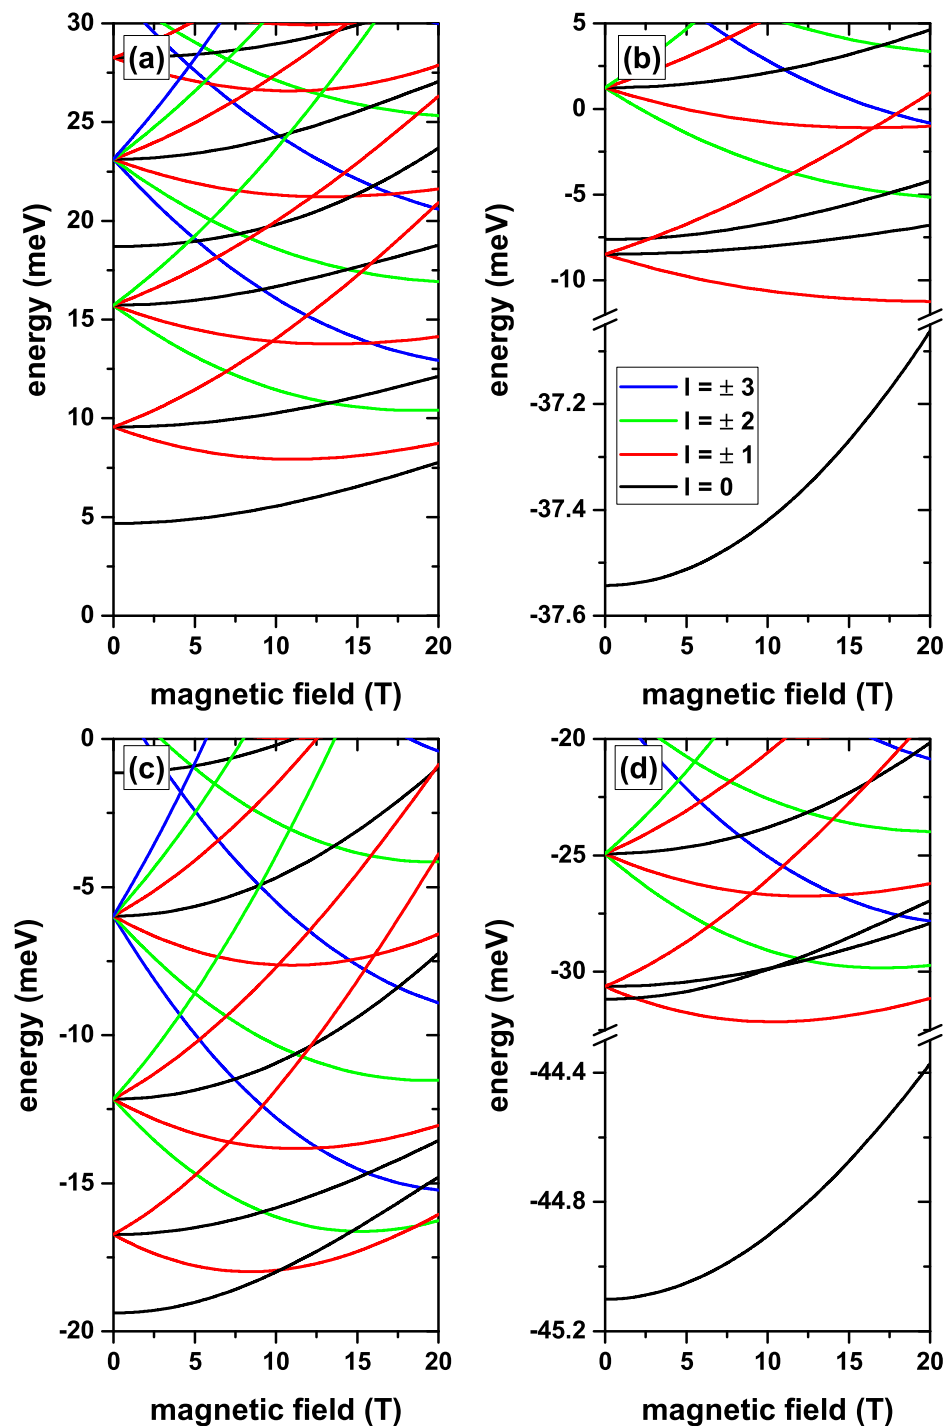 (a)
30
25
20
15
10
5
0
energy (meV)
0 5 10 15 20
magnetic field (T)
(b)
5
0
-5
-10
-37.2
-37.4
-37.6
energy (meV)
l = ± 3
l = ± 2
l = ± 1
l = 0
0 5 10 15 20
magnetic field (T)
(c)
0
-5
-10
-15
-20
energy (meV)
0 5 10 15 20
magnetic field (T)
(d)
-20
-25
-30
-44.4
-44.8
-45.2
energy (meV)
0 5 10 15 20
magnetic field (T)